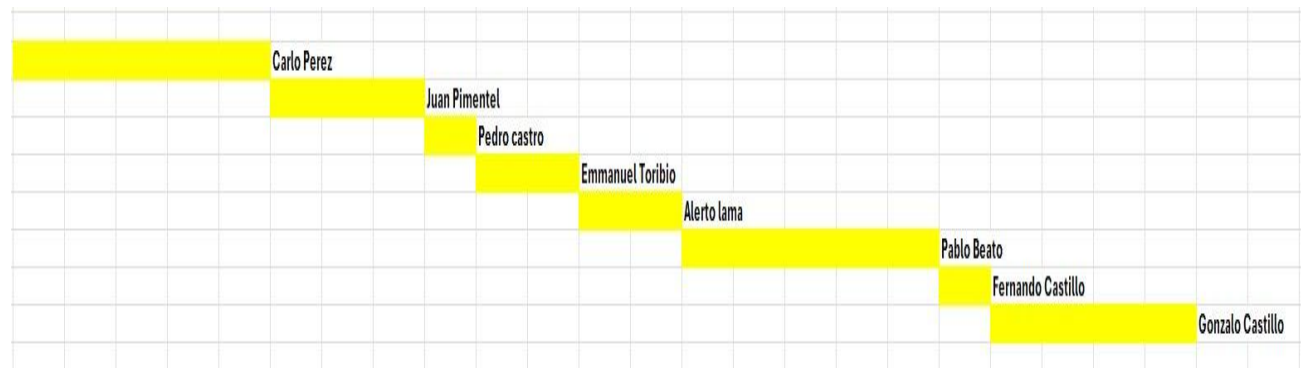 Carlo Perez
Juan Pimentel
Pedro castro
Emmanuel Toribio
Alerto lama
Pablo Beato
Fernando Castillo
Gonzalo Castillo